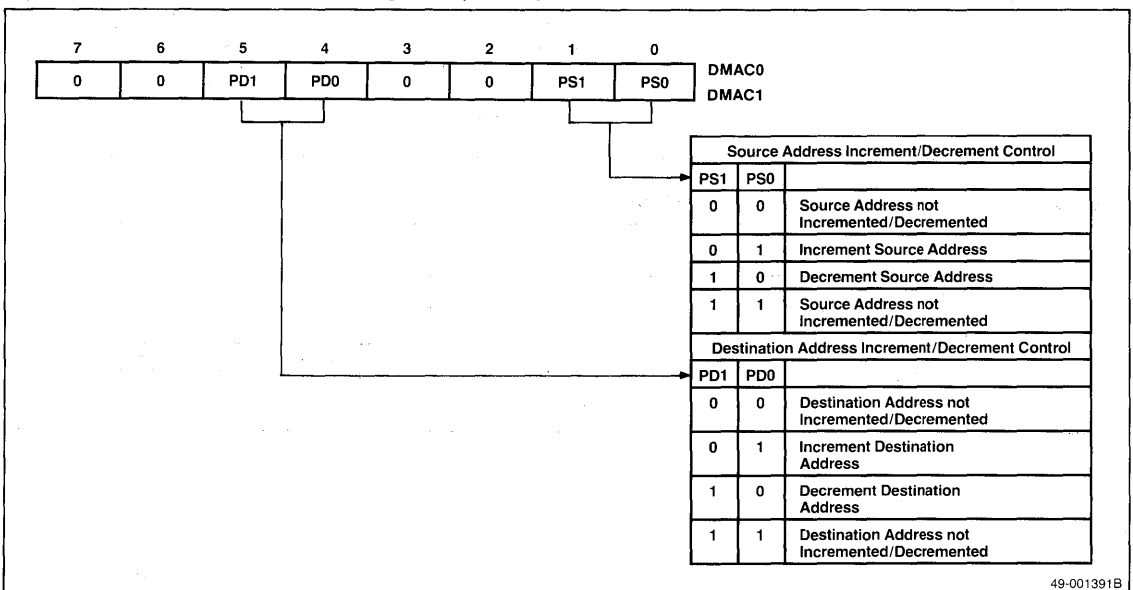 7 6 5 4 3 2 1 0
0 0 PD1 PD0 0 0 PS1 PS0
DMAC0
DMAC1
Source Address Increment/Decrement Control
PS1 PS0
0 0 Source Address not
Incremented/Decremented
0 1 Increment Source Address
1 0 Decrement Source Address
1 1 Source Address not
Incremented/Decremented
Destination Address Increment/Decrement Control
PD1 PD0
0 0 Destination Address not
Incremented/Decremented
0 1 Increment Destination
Address
1 0 Decrement Destination
Address
1 1 Destination Address not
Incremented/Decremented
49-001391B